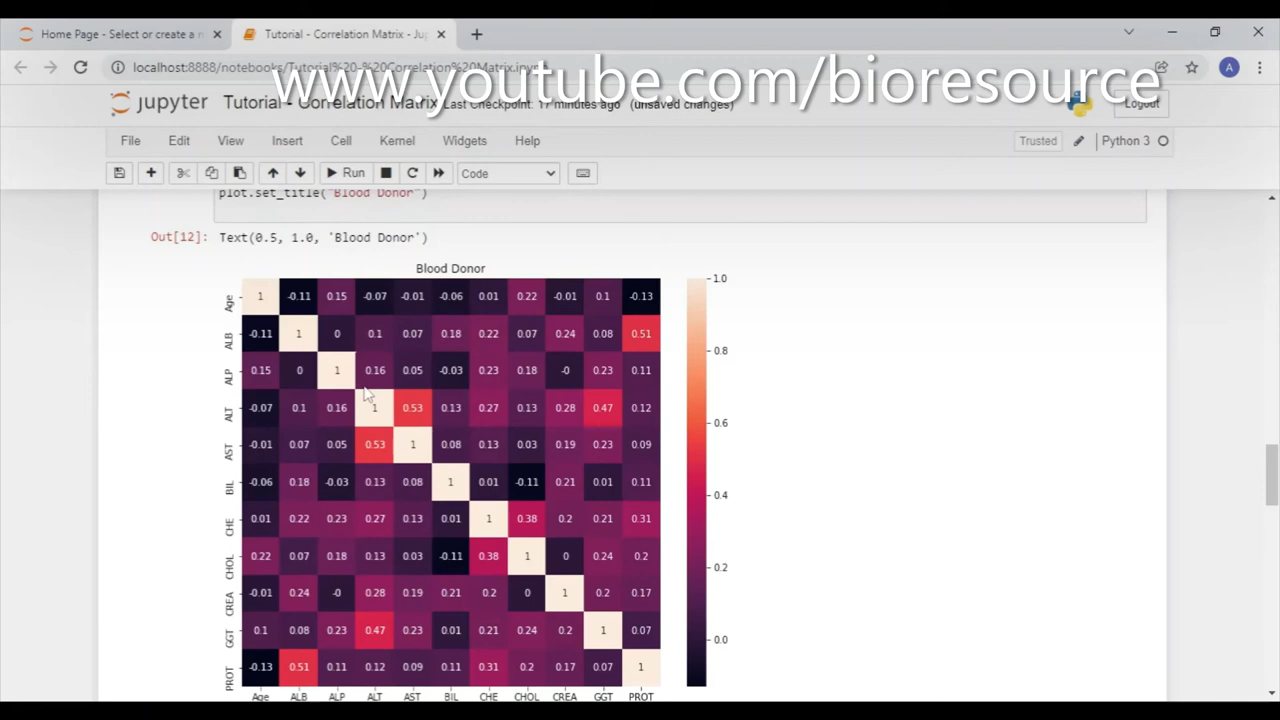 Home Page - Select or create a n
Tutorial - Correlation Matrix - Ju
localhost:8888/notebooks/Tutorial%20-%20Correlation%20Matrix.ipynb
www.youtube.com/bioresource
jupyter Tutorial - Correlation Matrix Last Checkpoint: 17 minutes ago (unsaved changes)
Logout
File Edit View Insert Cell Kernel Widgets Help
Trusted Python 3
Run Code
plot.set_title("Blood Donor")
Out[12]: Text(0.5, 1.0, 'Blood Donor')
Blood Donor
Age 1 -0.11 0.15 -0.07 -0.01 -0.06 0.01 0.22 -0.01 0.1 -0.13
ALB -0.11 1 0 0.1 0.07 0.18 0.22 0.07 0.24 0.08 0.51
ALP 0.15 0 1 0.16 0.05 -0.03 0.23 0.18 -0 0.23 0.11
ALT -0.07 0.1 0.16 1 0.53 0.13 0.27 0.13 0.28 0.47 0.12
AST -0.01 0.07 0.05 0.53 1 0.08 0.13 0.03 0.19 0.23 0.09
BIL -0.06 0.18 -0.03 0.13 0.08 1 0.01 -0.11 0.21 0.01 0.11
CHE 0.01 0.22 0.23 0.27 0.13 0.01 1 0.38 0.2 0.21 0.31
CHOL 0.22 0.07 0.18 0.13 0.03 -0.11 0.38 1 0 0.24 0.2
CREA -0.01 0.24 -0 0.28 0.19 0.21 0.2 0 1 0.2 0.17
GGT 0.1 0.08 0.23 0.47 0.23 0.01 0.21 0.24 0.2 1 0.07
PROT -0.13 0.51 0.11 0.12 0.09 0.11 0.31 0.2 0.17 0.07 1
Age ALB ALP ALT AST BIL CHE CHOL CREA GGT PROT
1.0
0.8
0.6
0.4
0.2
0.0
A